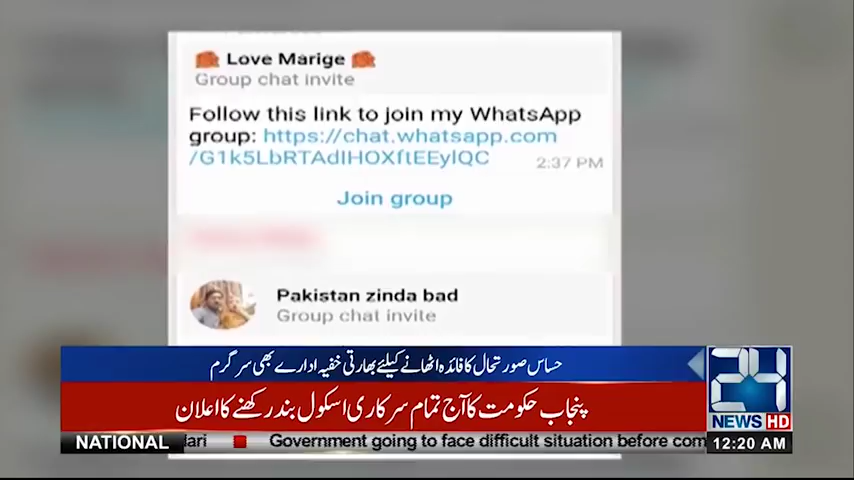 Love Marige
Group chat invite
Follow this link to join my WhatsApp
group: https://chat.whatsapp.com
/G1k5LbRTAdIHOXftEEylQC
2:37 PM
Join group
Pakistan zinda bad
Group chat invite
حساس صورتحال کا فائدہ اٹھانے کیلئے بھارتی خفیہ ادارے بھی سرگرم
پنجاب حکومت کا آج تمام سرکاری اسکول بند رکھنے کا اعلان
24
NEWS HD
NATIONAL
dari Government going to face difficult situation before com
12:20 AM